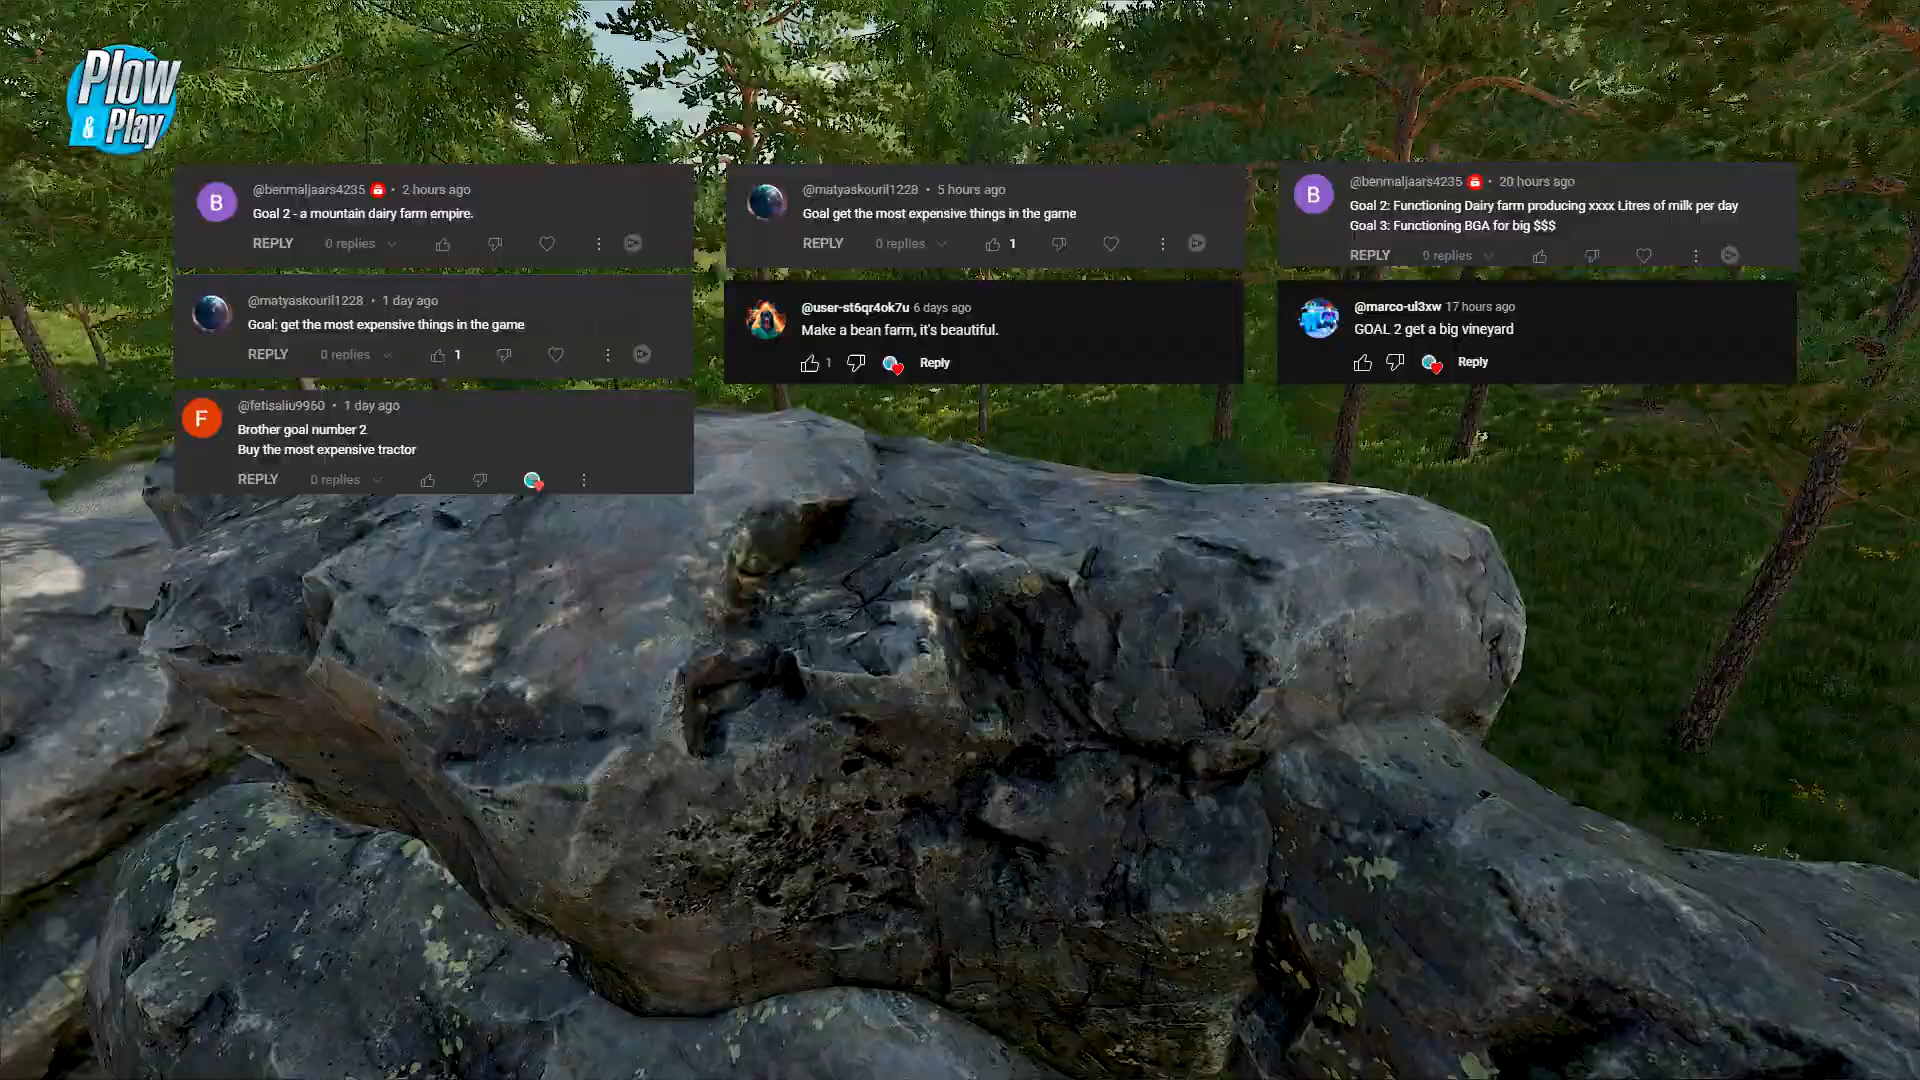 Plow
& Play
B
@benmaljaars4235 • 2 hours ago
Goal 2 - a mountain dairy farm empire.
REPLY 0 replies
@matyaskouril1228 • 5 hours ago
Goal get the most expensive things in the game
REPLY 0 replies 1
B
@benmaljaars4235 • 20 hours ago
Goal 2: Functioning Dairy farm producing xxxx Litres of milk per day
Goal 3: Functioning BGA for big $$$
REPLY 0 replies
@matyaskouril1228 • 1 day ago
Goal: get the most expensive things in the game
REPLY 0 replies 1
@user-st6qr4ok7u 6 days ago
Make a bean farm, it's beautiful.
1 Reply
@marco-ul3xw 17 hours ago
GOAL 2 get a big vineyard
Reply
F
@fetisaliu9960 • 1 day ago
Brother goal number 2
Buy the most expensive tractor
REPLY 0 replies